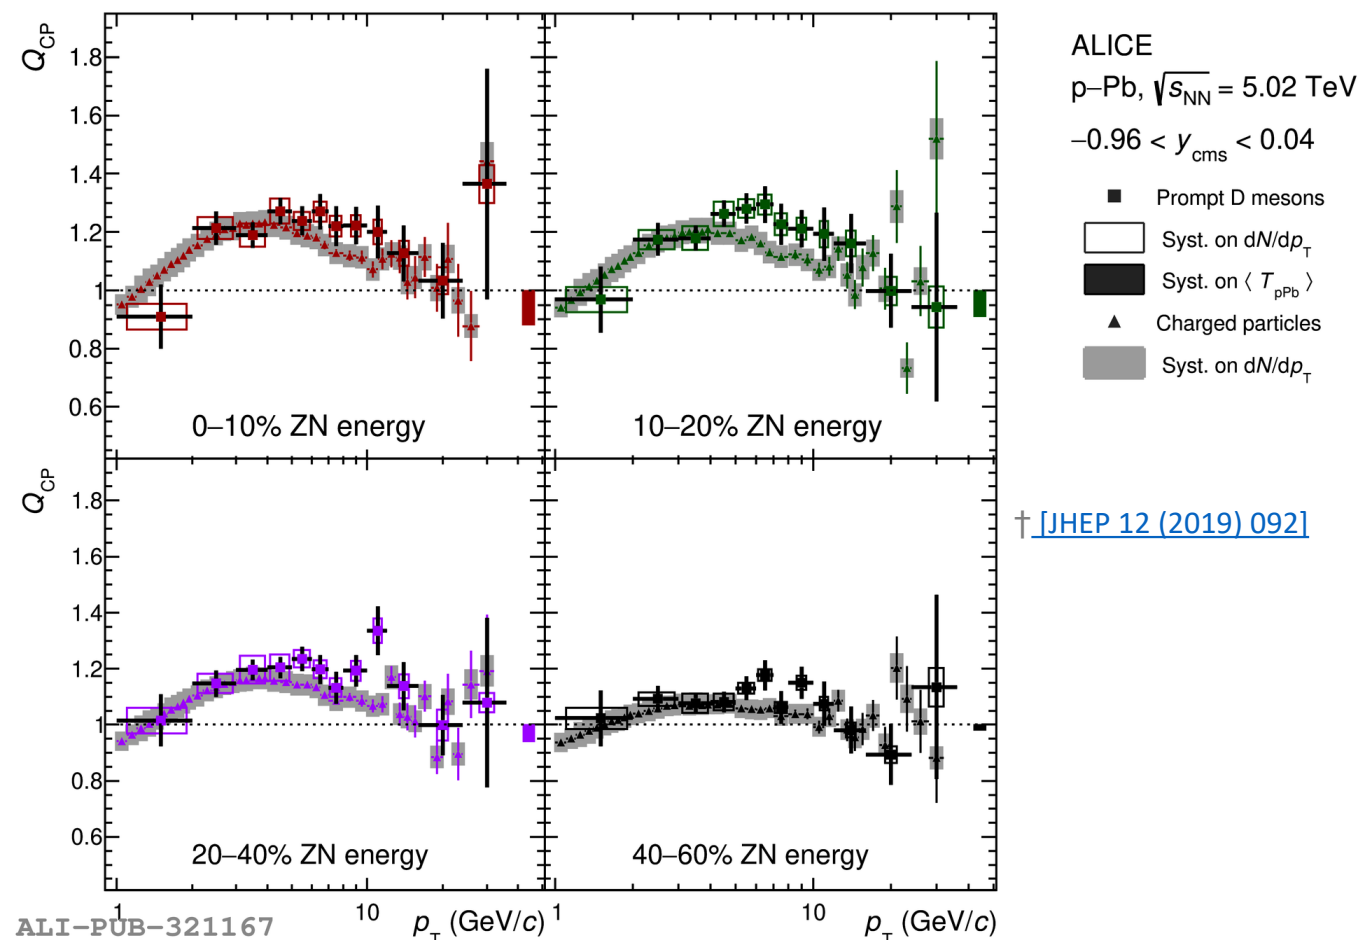 Q_CP
1.8
1.6
1.4
1.2
1
0.8
0.6
0–10% ZN energy
10–20% ZN energy
ALICE
p–Pb, √s_NN = 5.02 TeV
–0.96 < y_cms < 0.04
Prompt D mesons
Syst. on dN/dp_T
Syst. on ⟨ T_pPb ⟩
Charged particles
Syst. on dN/dp_T
Q_CP
1.8
1.6
1.4
1.2
1
0.8
0.6
20–40% ZN energy
40–60% ZN energy
1 10 p_T (GeV/c) 1 10 p_T (GeV/c)
† [JHEP 12 (2019) 092]
ALI–PUB–321167